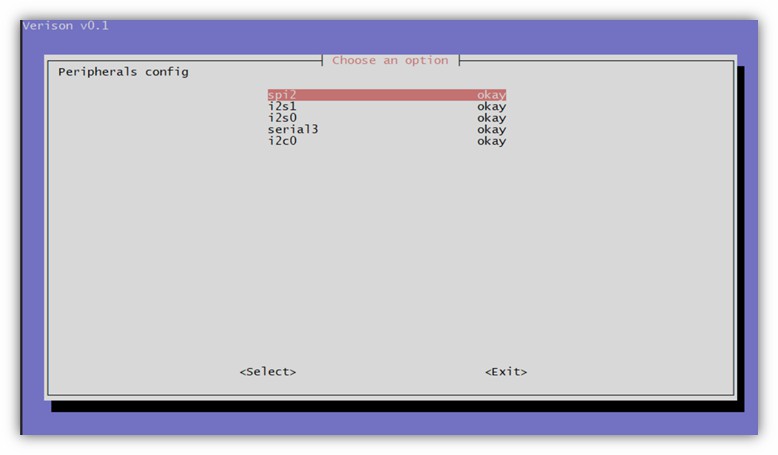 Verison v0.1
Choose an option
Peripherals config
spi2 okay
i2s1 okay
i2s0 okay
serial3 okay
i2c0 okay
<Select> <Exit>